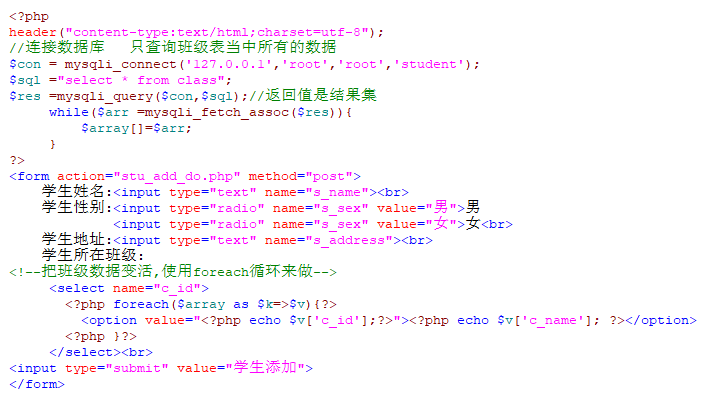 <?php
header("content-type:text/html;charset=utf-8");
//连接数据库   只查询班级表当中所有的数据
$con = mysqli_connect('127.0.0.1','root','root','student');
$sql ="select * from class";
$res =mysqli_query($con,$sql);//返回值是结果集
     while($arr =mysqli_fetch_assoc($res)){
         $array[]=$arr;
     }
?>
<form action="stu_add_do.php" method="post">
    学生姓名:<input type="text" name="s_name"><br>
    学生性别:<input type="radio" name="s_sex" value="男">男
             <input type="radio" name="s_sex" value="女">女<br>
    学生地址:<input type="text" name="s_address"><br>
    学生所在班级:
<!--把班级数据变活,使用foreach循环来做-->
     <select name="c_id">
       <?php foreach($array as $k=>$v){?>
         <option value="<?php echo $v['c_id'];?>"><?php echo $v['c_name']; ?></option>
       <?php }?>
     </select><br>
<input type="submit" value="学生添加">
</form>